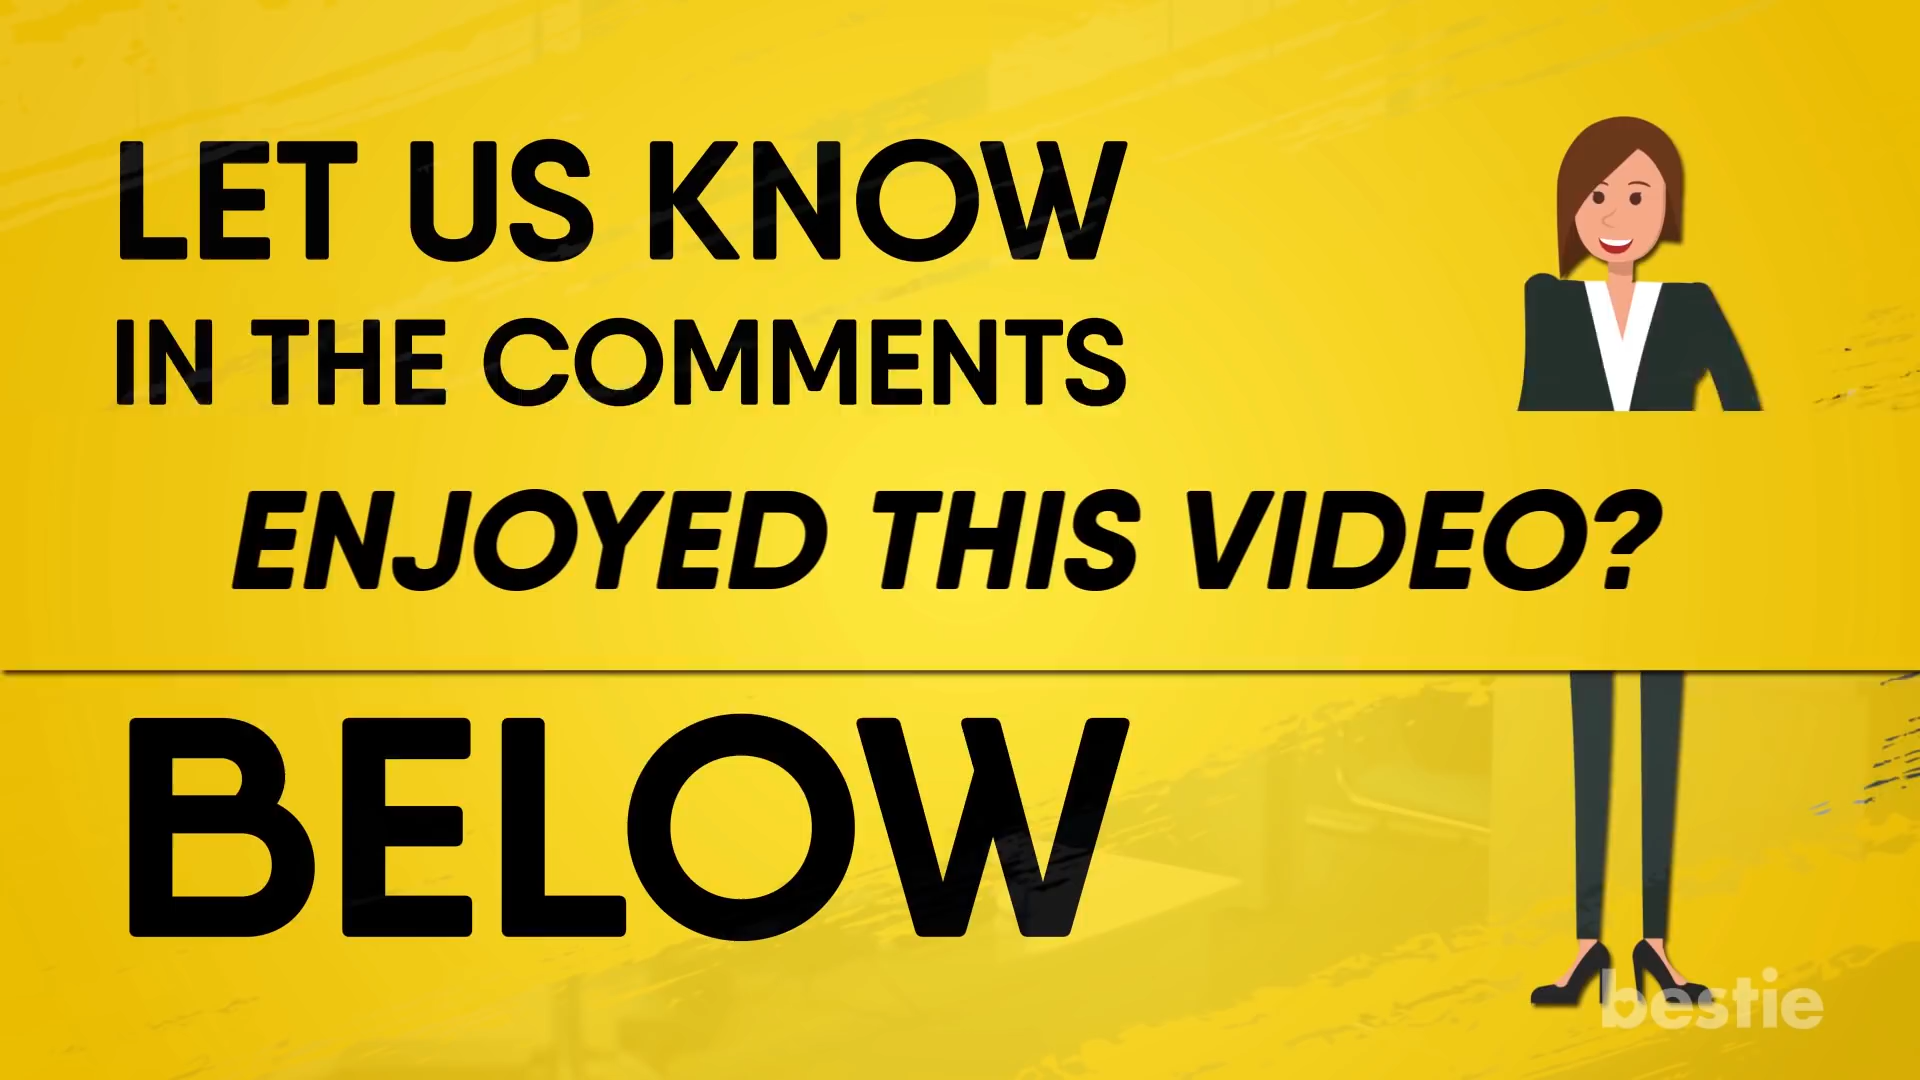 LET US KNOW
IN THE COMMENTS
ENJOYED THIS VIDEO?
BELOW
bestie